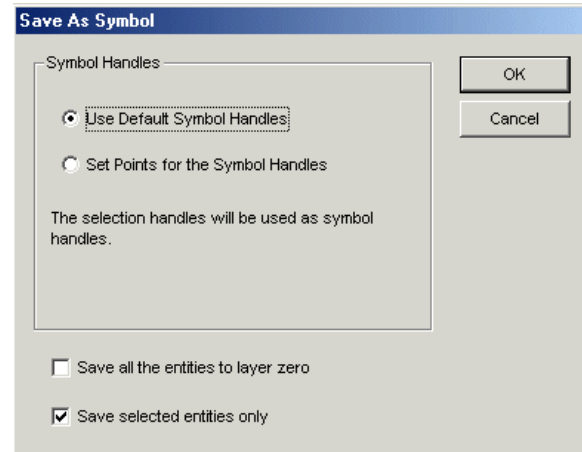 Save As Symbol
Symbol Handles
OK
Use Default Symbol Handles
Cancel
Set Points for the Symbol Handles
The selection handles will be used as symbol
handles.
Save all the entities to layer zero
Save selected entities only